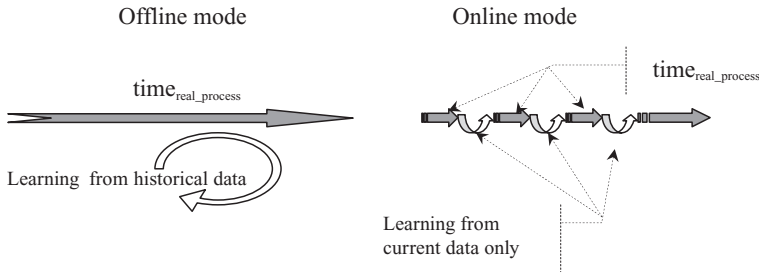 Offline mode
time_real_process
Learning from historical data
Online mode
time_real_process
Learning from
current data only